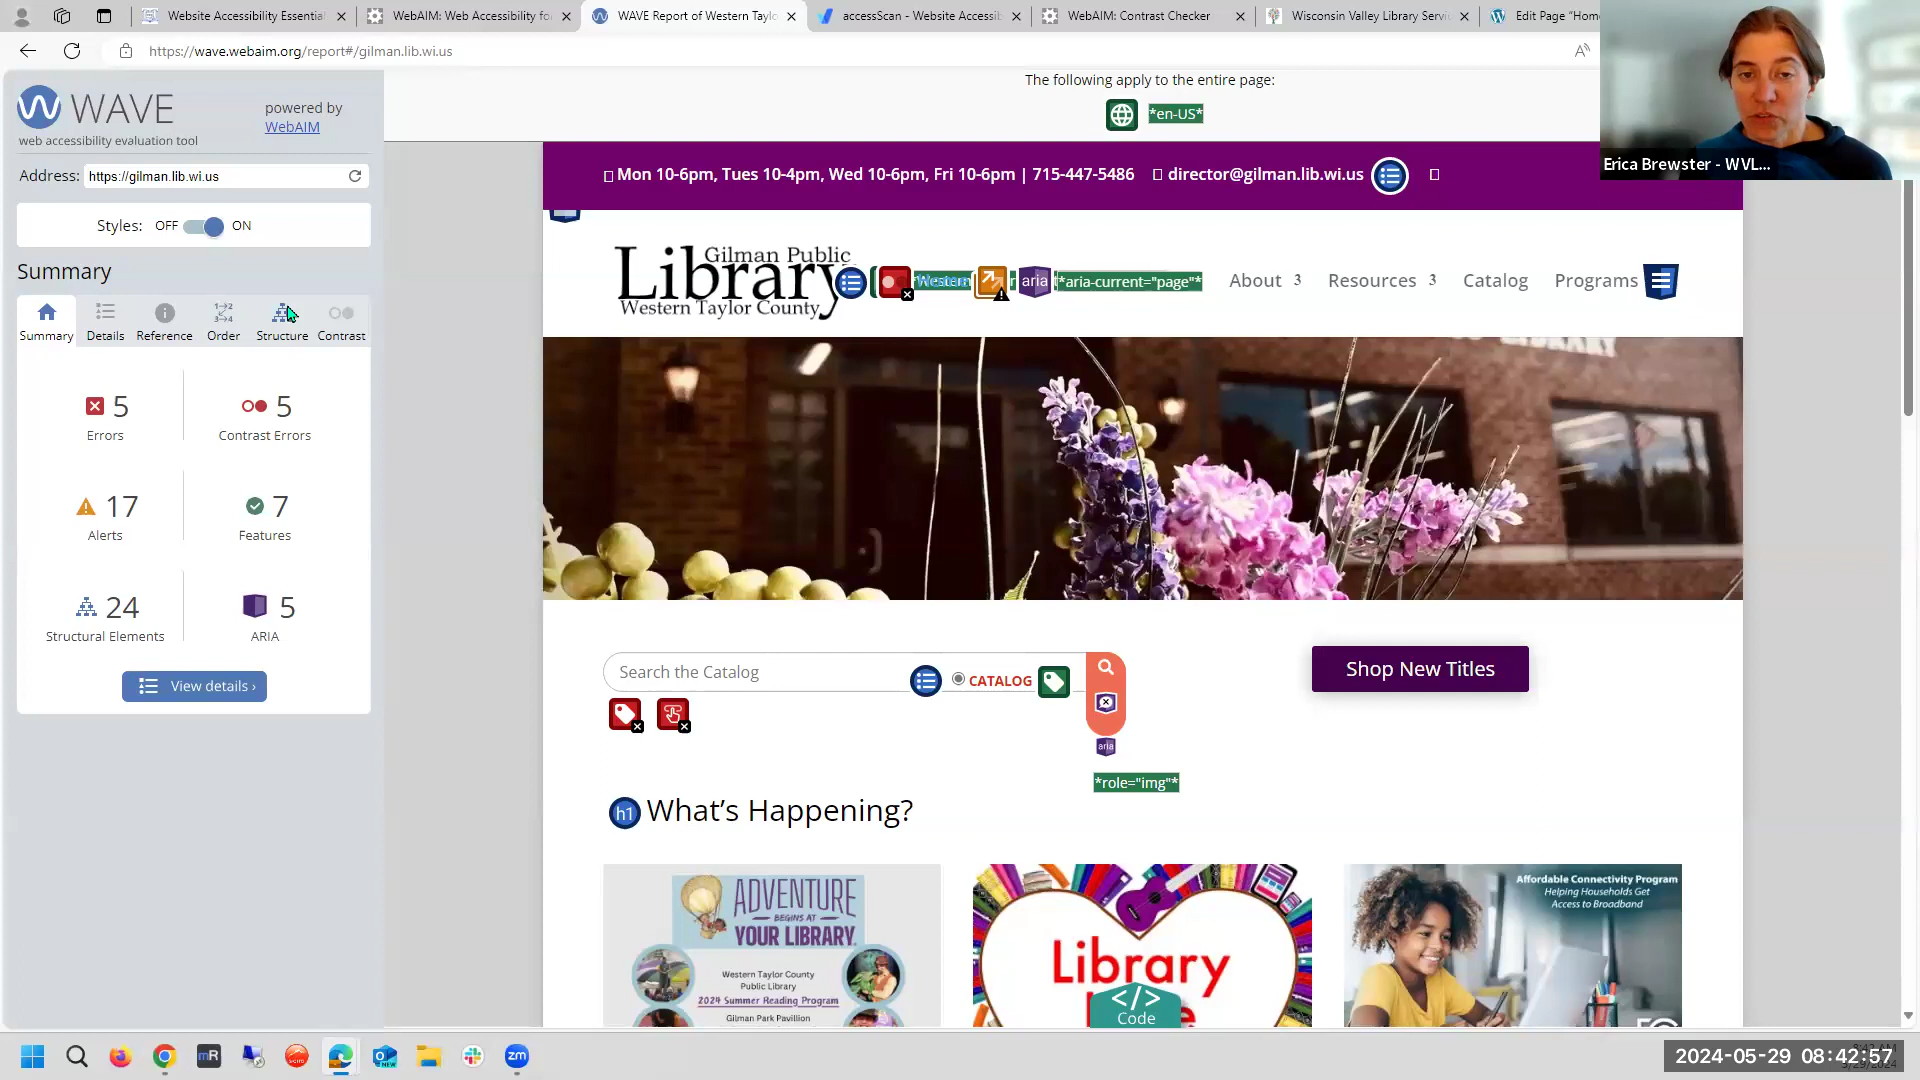 Website Accessibility Essential
WebAIM: Web Accessibility fo
WAVE Report of Western Taylo
accessScan - Website Accessib
WebAIM: Contrast Checker
Wisconsin Valley Library Servi
Edit Page "Hom
https://wave.webaim.org/report#/gilman.lib.wi.us
WAVE
powered by
WebAIM
web accessibility evaluation tool
Address:
https://gilman.lib.wi.us
Styles: OFF ON
Summary
Summary
Details
Reference
Order
Structure
Contrast
5
Errors
5
Contrast Errors
17
Alerts
7
Features
24
Structural Elements
5
ARIA
View details ›
The following apply to the entire page:
*en-US*
Erica Brewster - WVL...
Mon 10-6pm, Tues 10-4pm, Wed 10-6pm, Fri 10-6pm | 715-447-5486
director@gilman.lib.wi.us
Gilman Public
Library
Western Taylor County
aria
*aria-current="page"*
About 3
Resources 3
Catalog
Programs
Search the Catalog
CATALOG
aria
*role="img"*
Shop New Titles
h1 What's Happening?
ADVENTURE
BEGINS AT
YOUR LIBRARY
Western Taylor County
Public Library
2024 Summer Reading Program
Gilman Park Pavillion
Library
</>
Code
Affordable Connectivity Program
Helping Households Get
Access to Broadband
mR
NEW
zm
2024-05-29 08:42:57